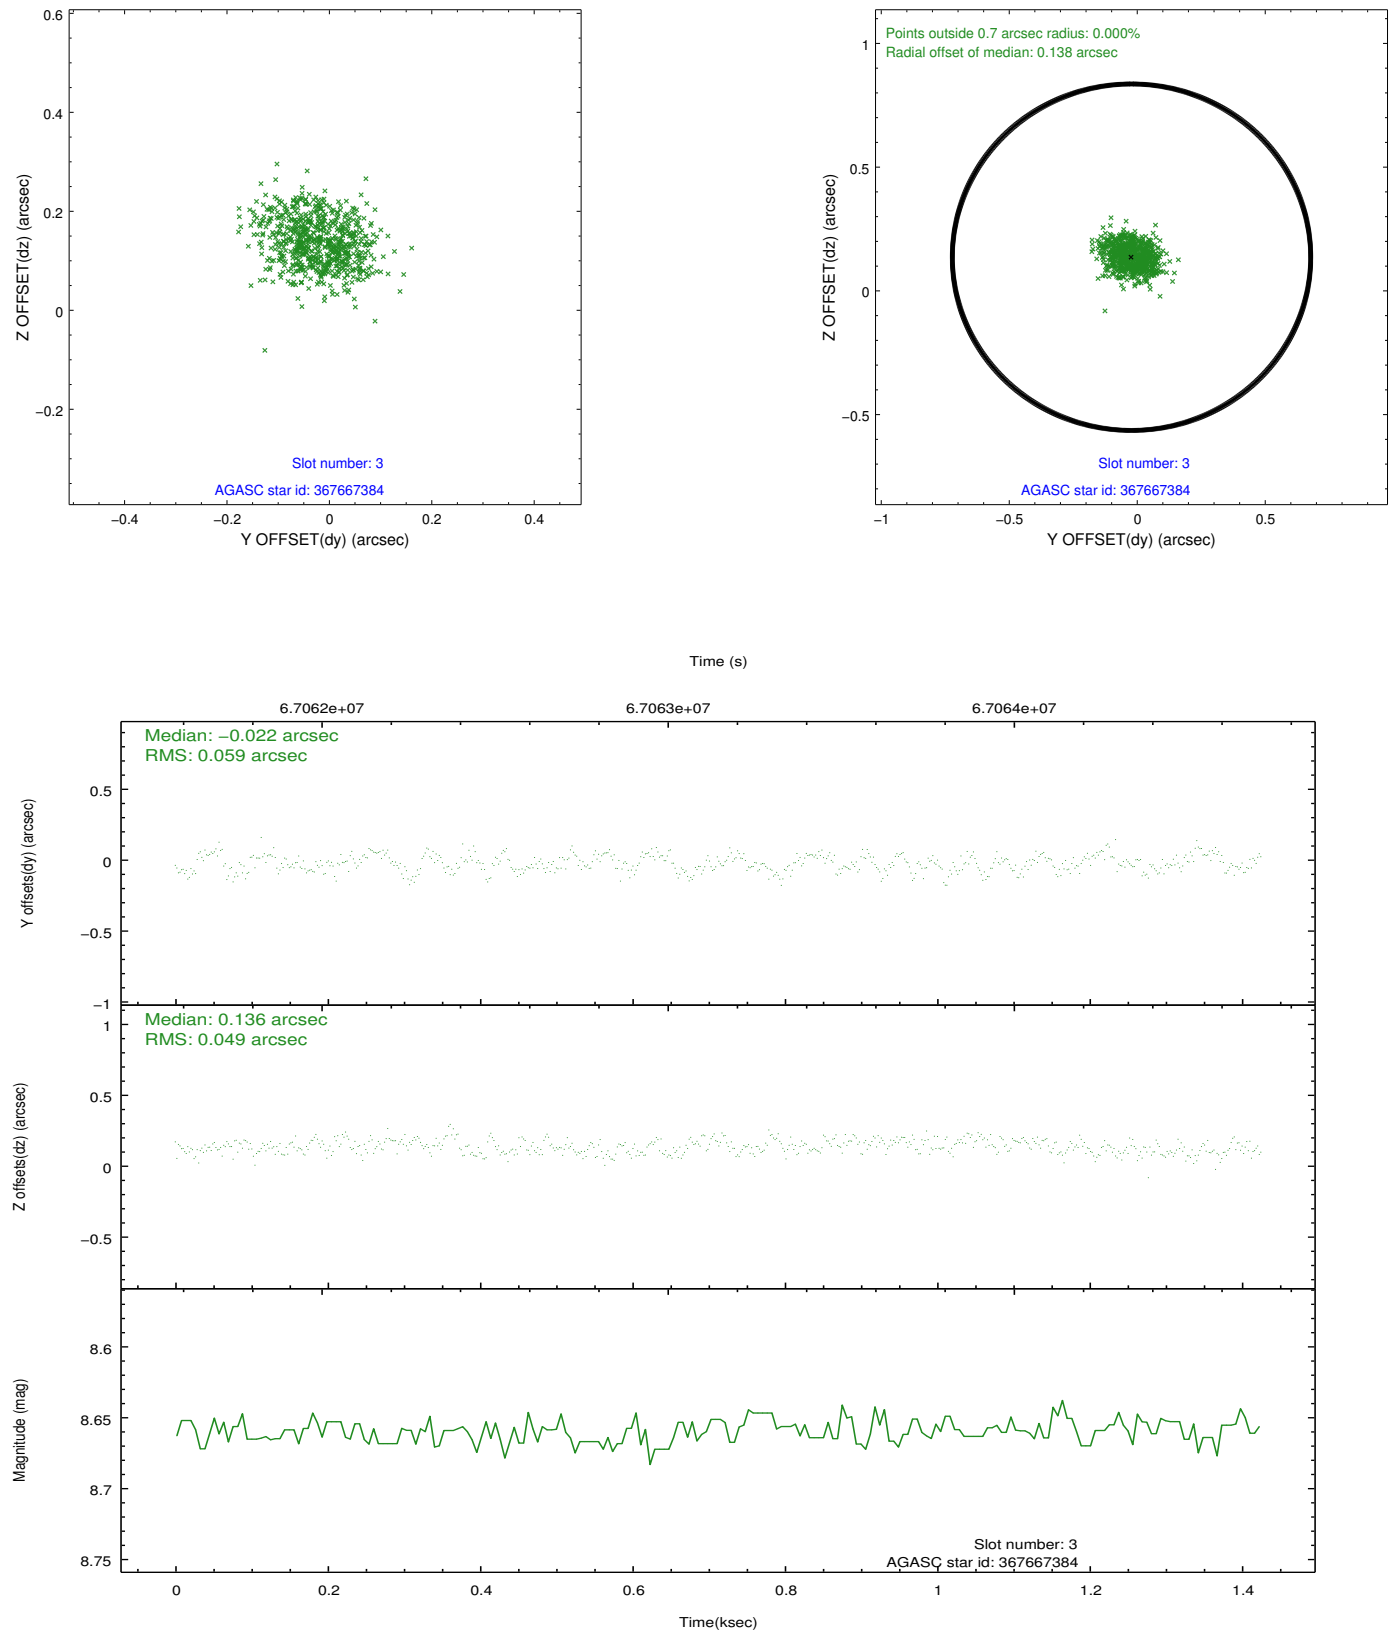 0.6
0.4
0.2
0
−0.2
Z OFFSET(dz) (arcsec)
Slot number: 3
AGASC star id: 367667384
−0.4
−0.2
0
0.2
0.4
Y OFFSET(dy) (arcsec)
Points outside 0.7 arcsec radius: 0.000%
Radial offset of median: 0.138 arcsec
1
0.5
0
−0.5
Z OFFSET(dz) (arcsec)
Slot number: 3
AGASC star id: 367667384
−1
−0.5
0
0.5
Y OFFSET(dy) (arcsec)
Time (s)
6.7062e+07
6.7063e+07
6.7064e+07
Median: −0.022 arcsec
RMS: 0.059 arcsec
0.5
0
−0.5
−1
Y offsets(dy) (arcsec)
Median: 0.136 arcsec
RMS: 0.049 arcsec
1
0.5
0
−0.5
Z offsets(dz) (arcsec)
8.6
8.65
8.7
8.75
Magnitude (mag)
Slot number: 3
AGASC star id: 367667384
0
0.2
0.4
0.6
0.8
1
1.2
1.4
Time(ksec)